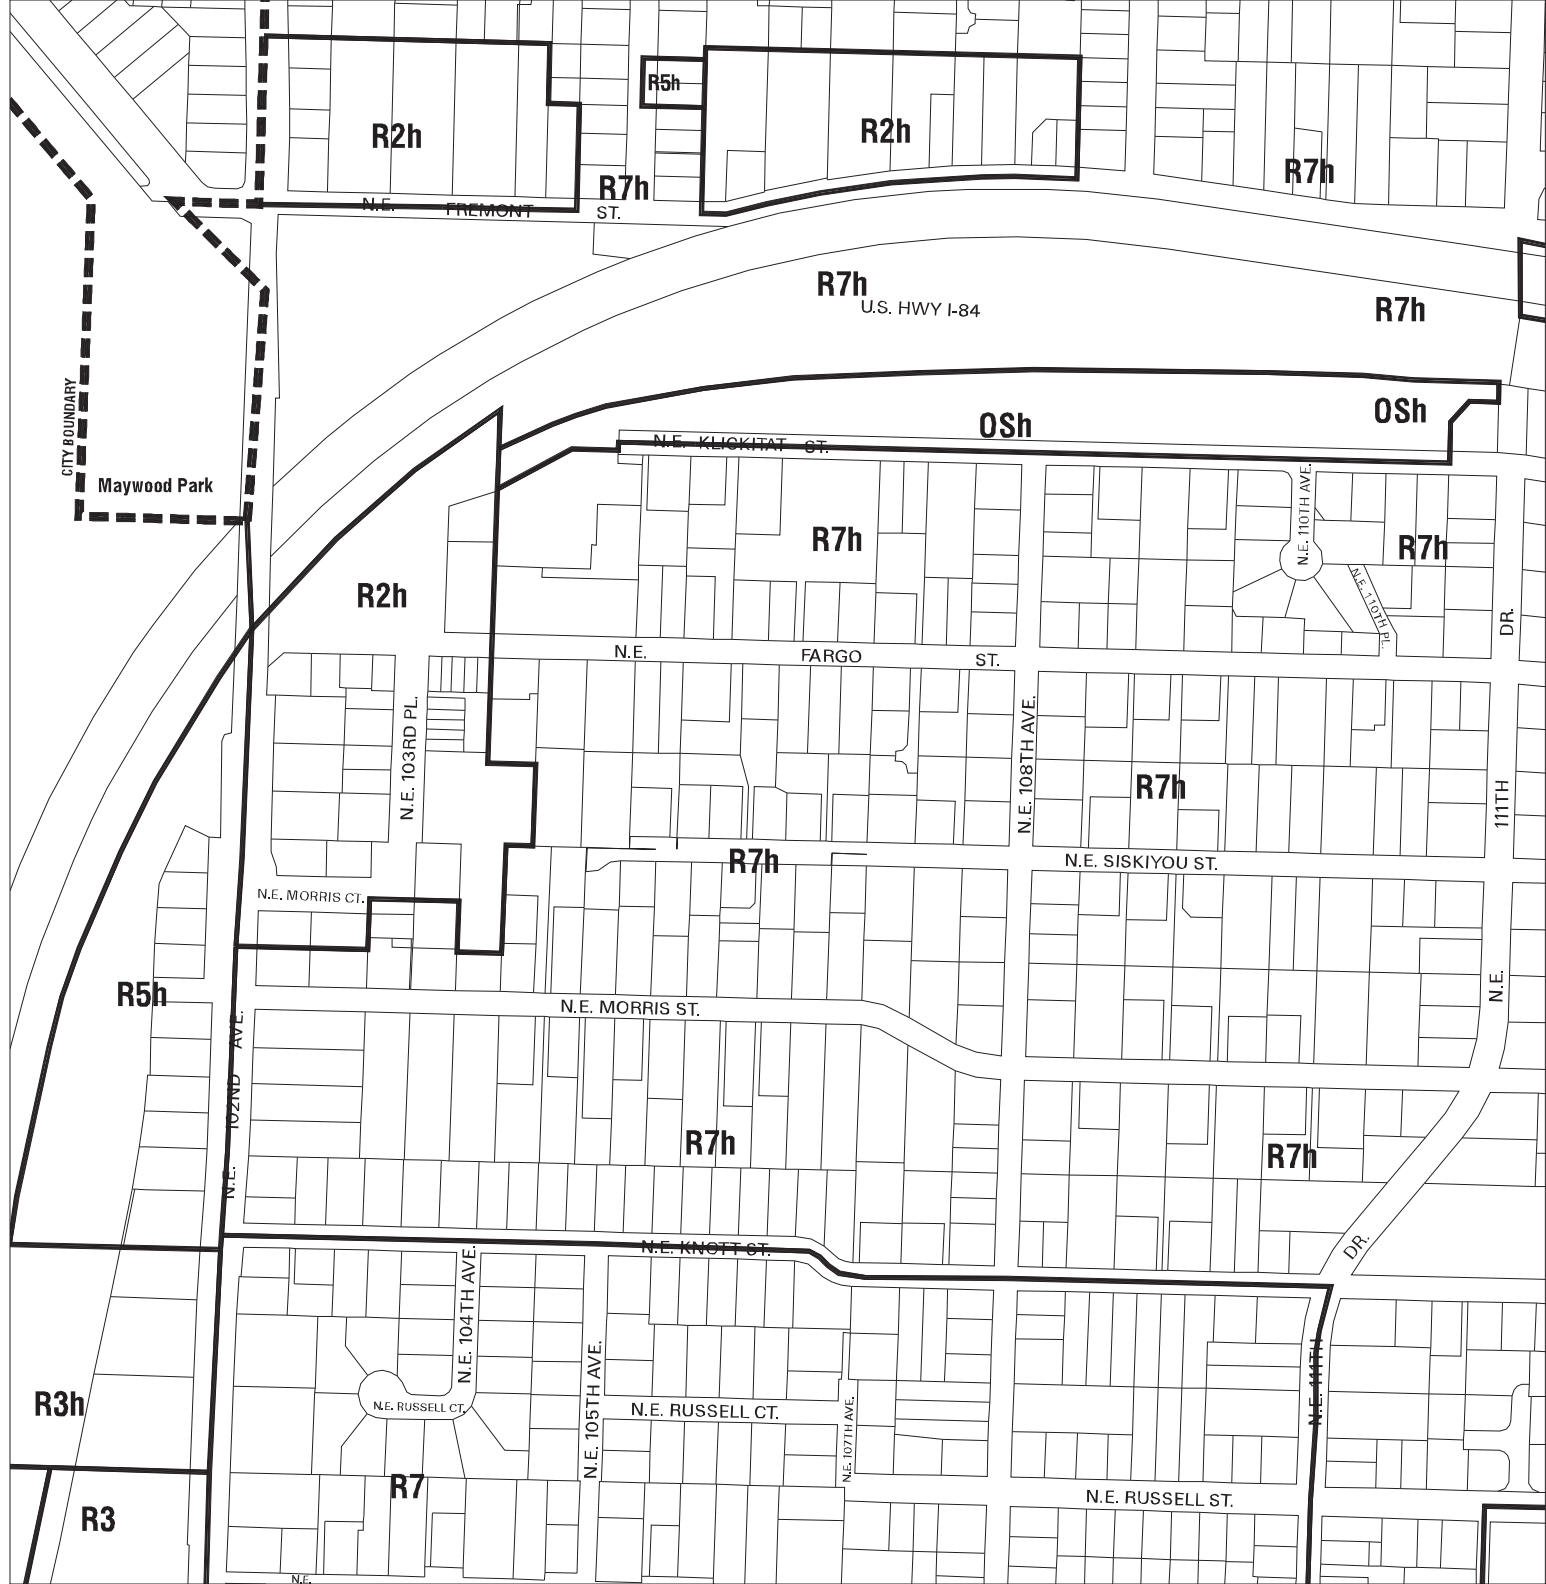 R5h
R2h
R2h
R7h
R7h
N.E. FREMONT ST.
R7h
U.S. HWY I-84
R7h
CITY BOUNDARY
Maywood Park
OSh
OSh
N.E. KLICKITAT ST.
N.E. 110TH AVE.
R7h
R7h
R2h
N.E. 110TH PL.
DR.
N.E. FARGO ST.
N.E. 103RD PL.
N.E. 108TH AVE.
R7h
111TH
R7h
N.E. SISKIYOU ST.
N.E. MORRIS CT.
R5h
N.E.
N.E. MORRIS ST.
N.E. 102ND AVE.
R7h
R7h
N.E. KNOTT ST.
DR.
N.E. 104TH AVE.
N.E. 105TH AVE.
N.E. 111TH
R3h
N.E. RUSSELL CT.
N.E. RUSSELL CT.
N.E. 107TH AVE.
R7
N.E. RUSSELL ST.
R3
N.E.